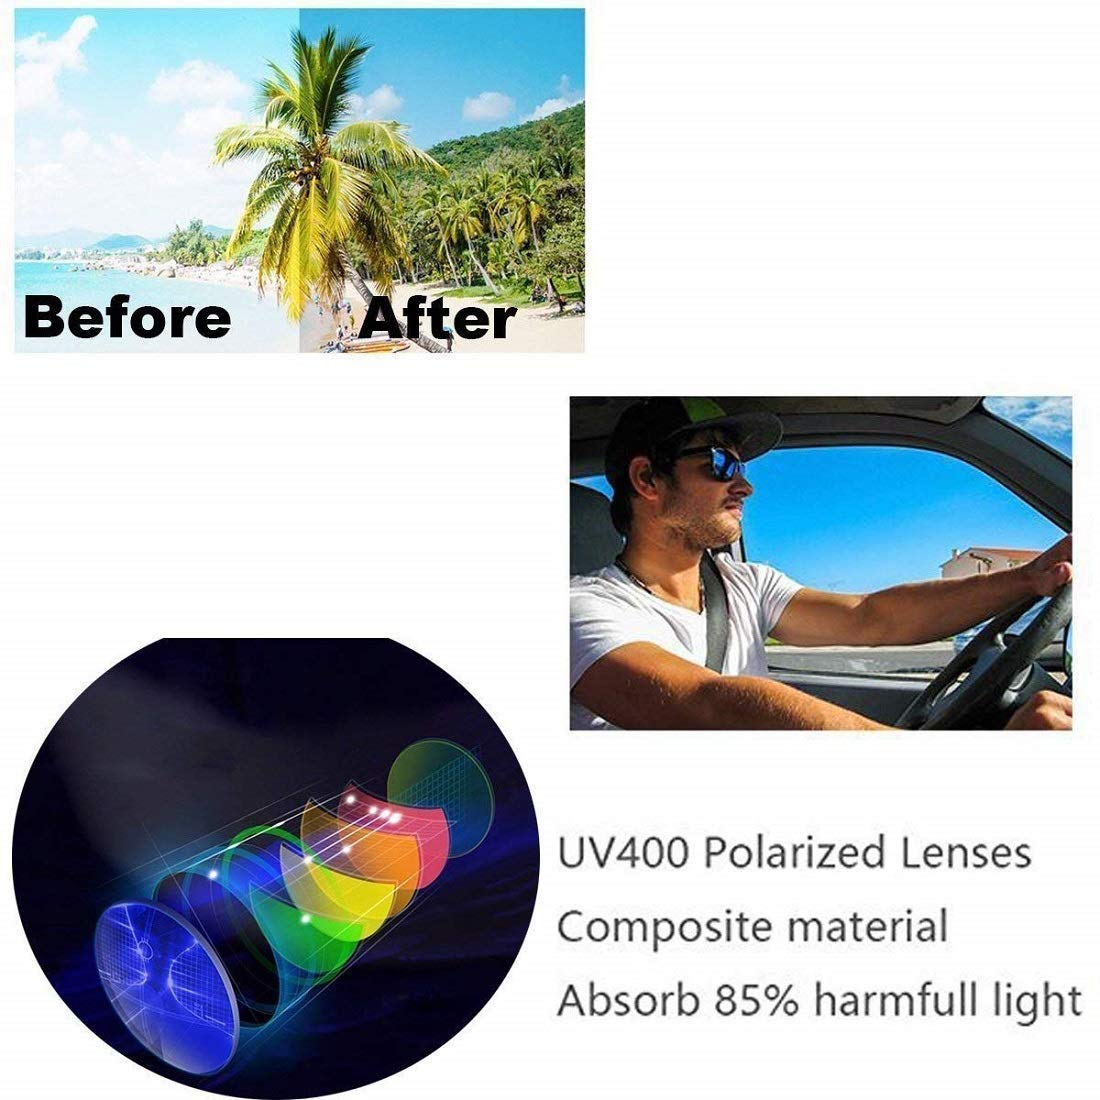 Before
After
UV400 Polarized Lenses
Composite material
Absorb 85% harmfull light